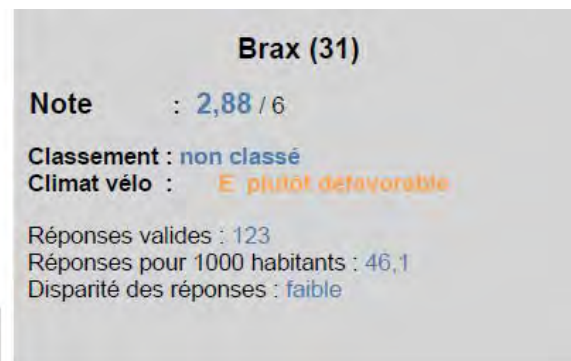 Brax (31)
Note : 2,88 / 6
Classement : non classé
Climat vélo : E plutôt défavorable
Réponses valides : 123
Réponses pour 1000 habitants : 46,1
Disparité des réponses : faible